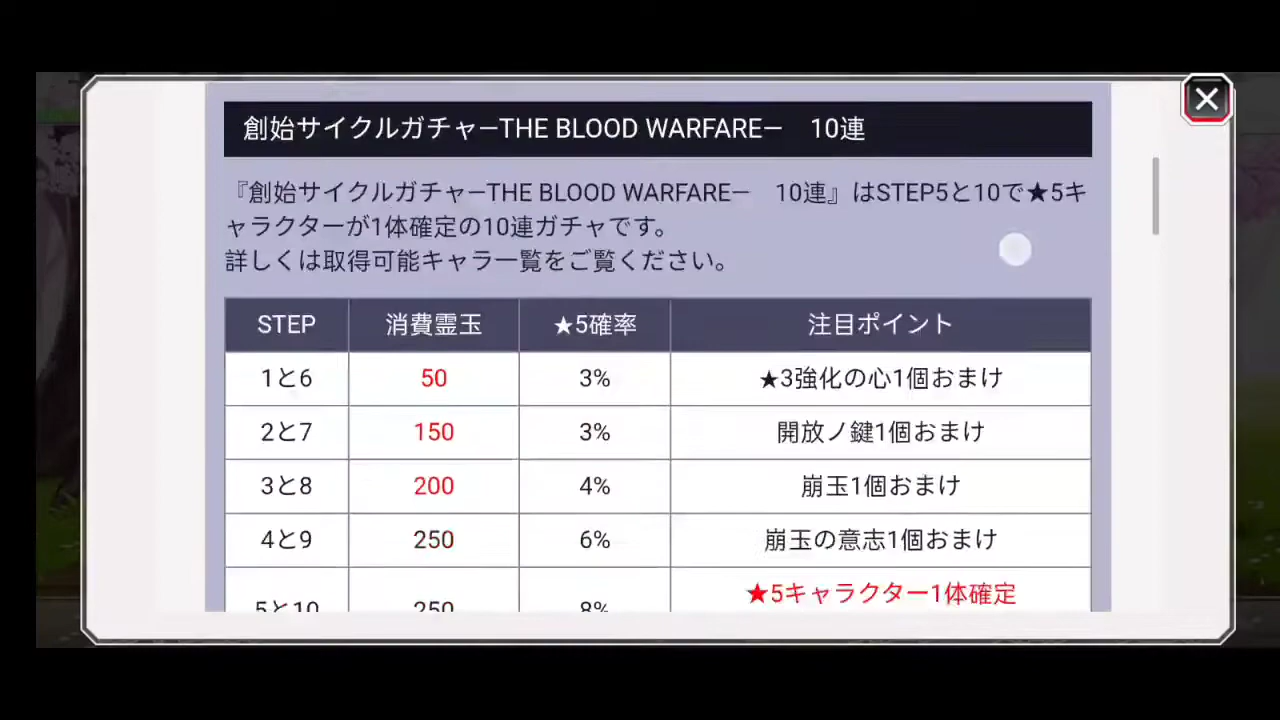 創始サイクルガチャーTHE BLOOD WARFAREー 10連
『創始サイクルガチャーTHE BLOOD WARFAREー 10連』はSTEP5と10で★5キ
ャラクターが1体確定の10連ガチャです。
詳しくは取得可能キャラ一覧をご覧ください。
STEP 消費霊玉 ★5確率 注目ポイント
1と6 50 3% ★3強化の心1個おまけ
2と7 150 3% 開放ノ鍵1個おまけ
3と8 200 4% 崩玉1個おまけ
4と9 250 6% 崩玉の意志1個おまけ
★5キャラクター1体確定
5と10 250 8%